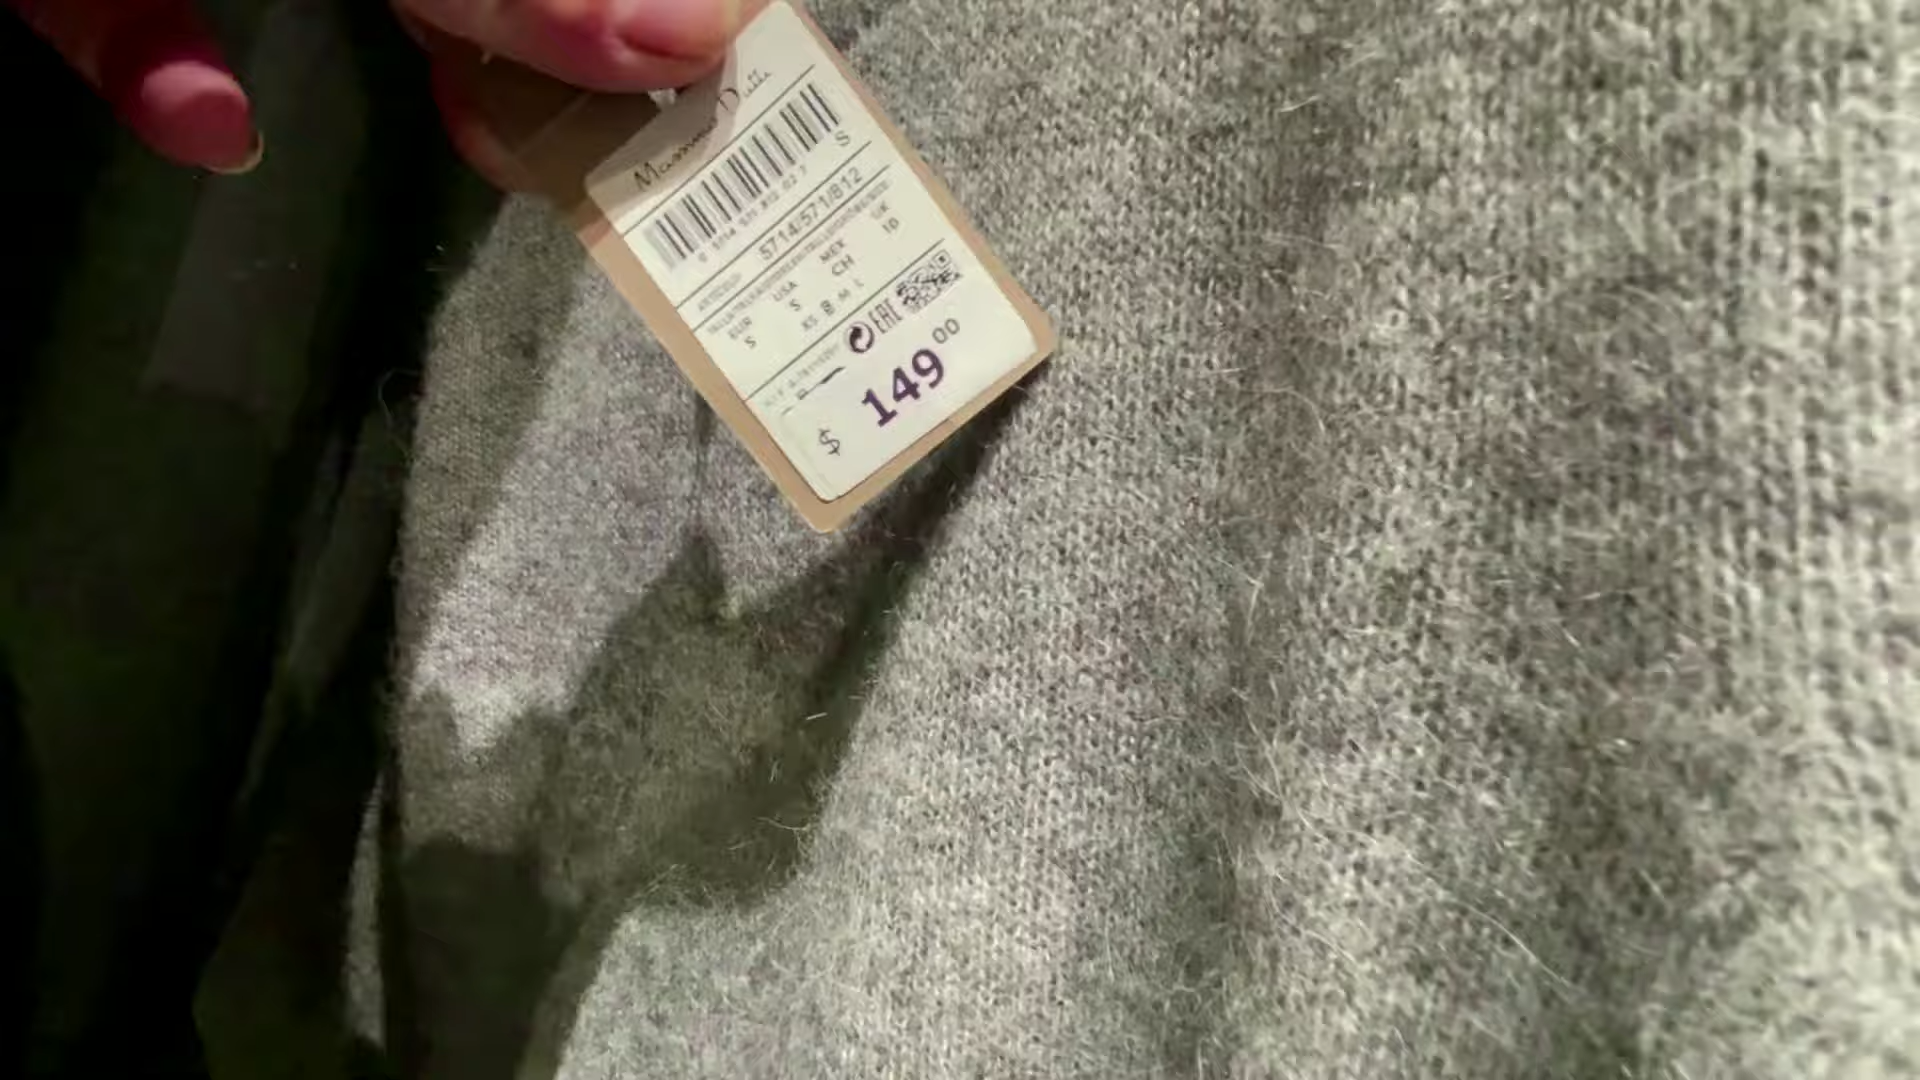 Massimo Dutti
S
5714/571/812
EUR USA MEX UK
S S CH 10
XS B M L
EAC
$ 149 00